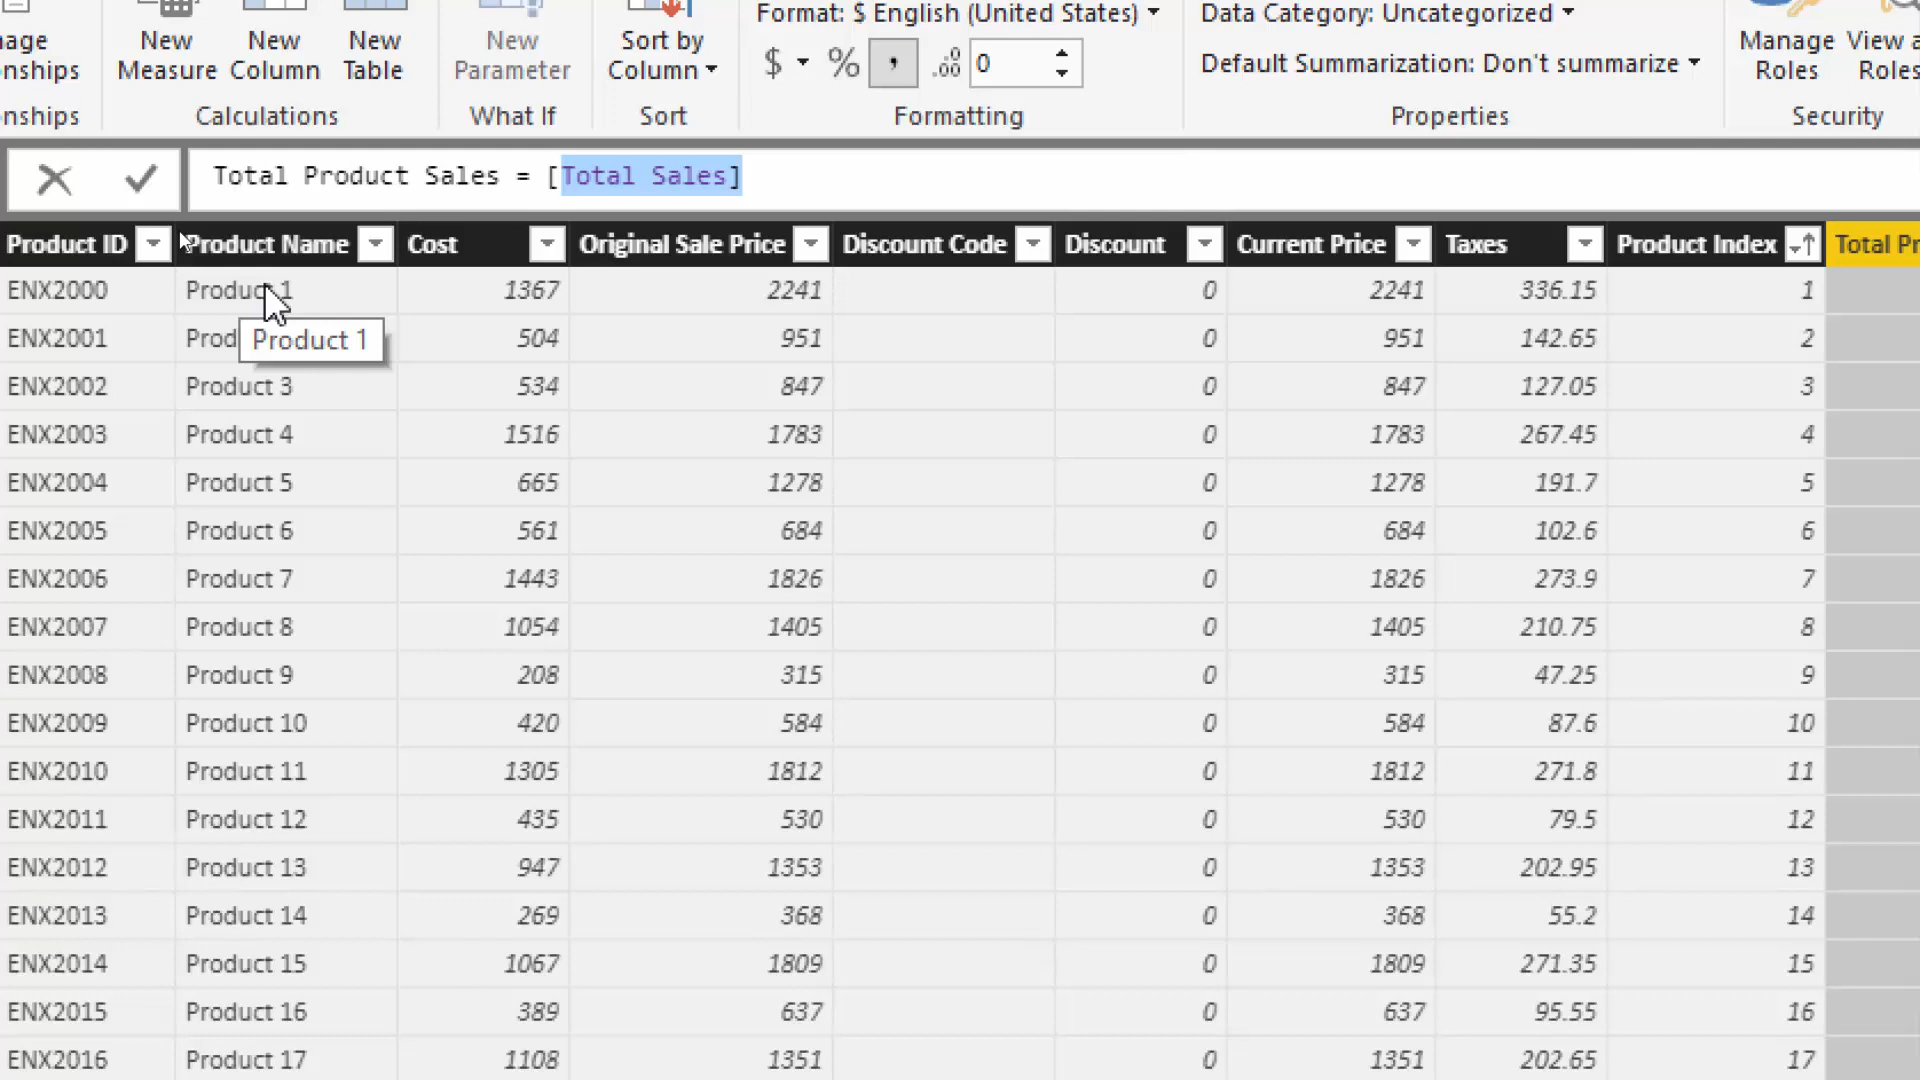 nage
onships
nships
New Measure
New Column
New Table
Calculations
New Parameter
What If
Sort by Column
Sort
Format: $ English (United States)
$ % , .00 0
Formatting
Data Category: Uncategorized
Default Summarization: Don't summarize
Properties
Manage Roles
View a
Roles
Security
Total Product Sales = [Total Sales]
Product ID Product Name Cost Original Sale Price Discount Code Discount Current Price Taxes Product Index Total Pr
ENX2000 Product 1 1367 2241 0 2241 336.15 1
Product 1
ENX2001 Prod 504 951 0 951 142.65 2
ENX2002 Product 3 534 847 0 847 127.05 3
ENX2003 Product 4 1516 1783 0 1783 267.45 4
ENX2004 Product 5 665 1278 0 1278 191.7 5
ENX2005 Product 6 561 684 0 684 102.6 6
ENX2006 Product 7 1443 1826 0 1826 273.9 7
ENX2007 Product 8 1054 1405 0 1405 210.75 8
ENX2008 Product 9 208 315 0 315 47.25 9
ENX2009 Product 10 420 584 0 584 87.6 10
ENX2010 Product 11 1305 1812 0 1812 271.8 11
ENX2011 Product 12 435 530 0 530 79.5 12
ENX2012 Product 13 947 1353 0 1353 202.95 13
ENX2013 Product 14 269 368 0 368 55.2 14
ENX2014 Product 15 1067 1809 0 1809 271.35 15
ENX2015 Product 16 389 637 0 637 95.55 16
ENX2016 Product 17 1108 1351 0 1351 202.65 17